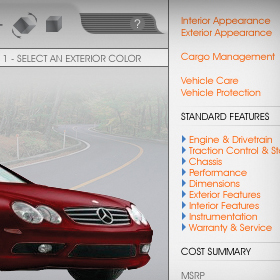 ?
1 - SELECT AN EXTERIOR COLOR
Interior Appearance
Exterior Appearance
Cargo Management
Vehicle Care
Vehicle Protection
STANDARD FEATURES
Engine & Drivetrain
Traction Control &
Chassis
Performance
Dimensions
Exterior Features
Interior Features
Instrumentation
Warranty & Service
COST SUMMARY
MSRP